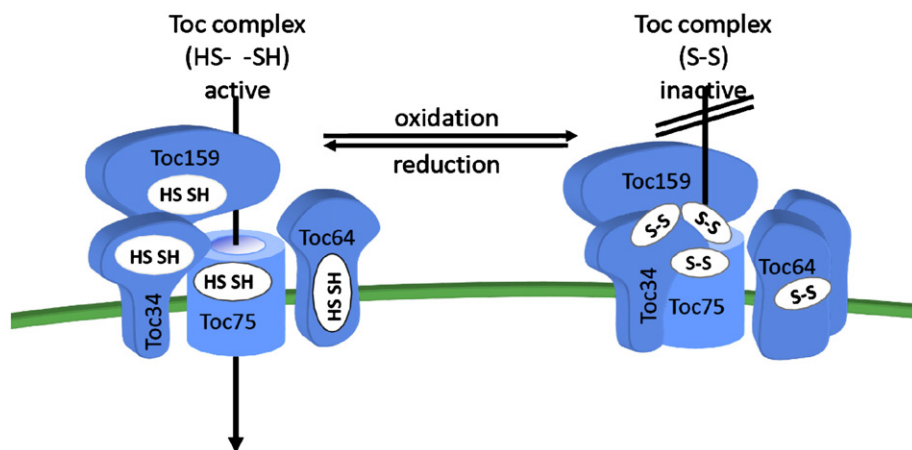 Toc complex
(HS- -SH)
active
Toc complex
(S-S)
inactive
oxidation
reduction
Toc159
HS SH
HS SH
HS SH
Toc64
HS SH
Toc34
Toc75
Toc159
S-S
S-S
S-S
Toc64
S-S
Toc34
Toc75